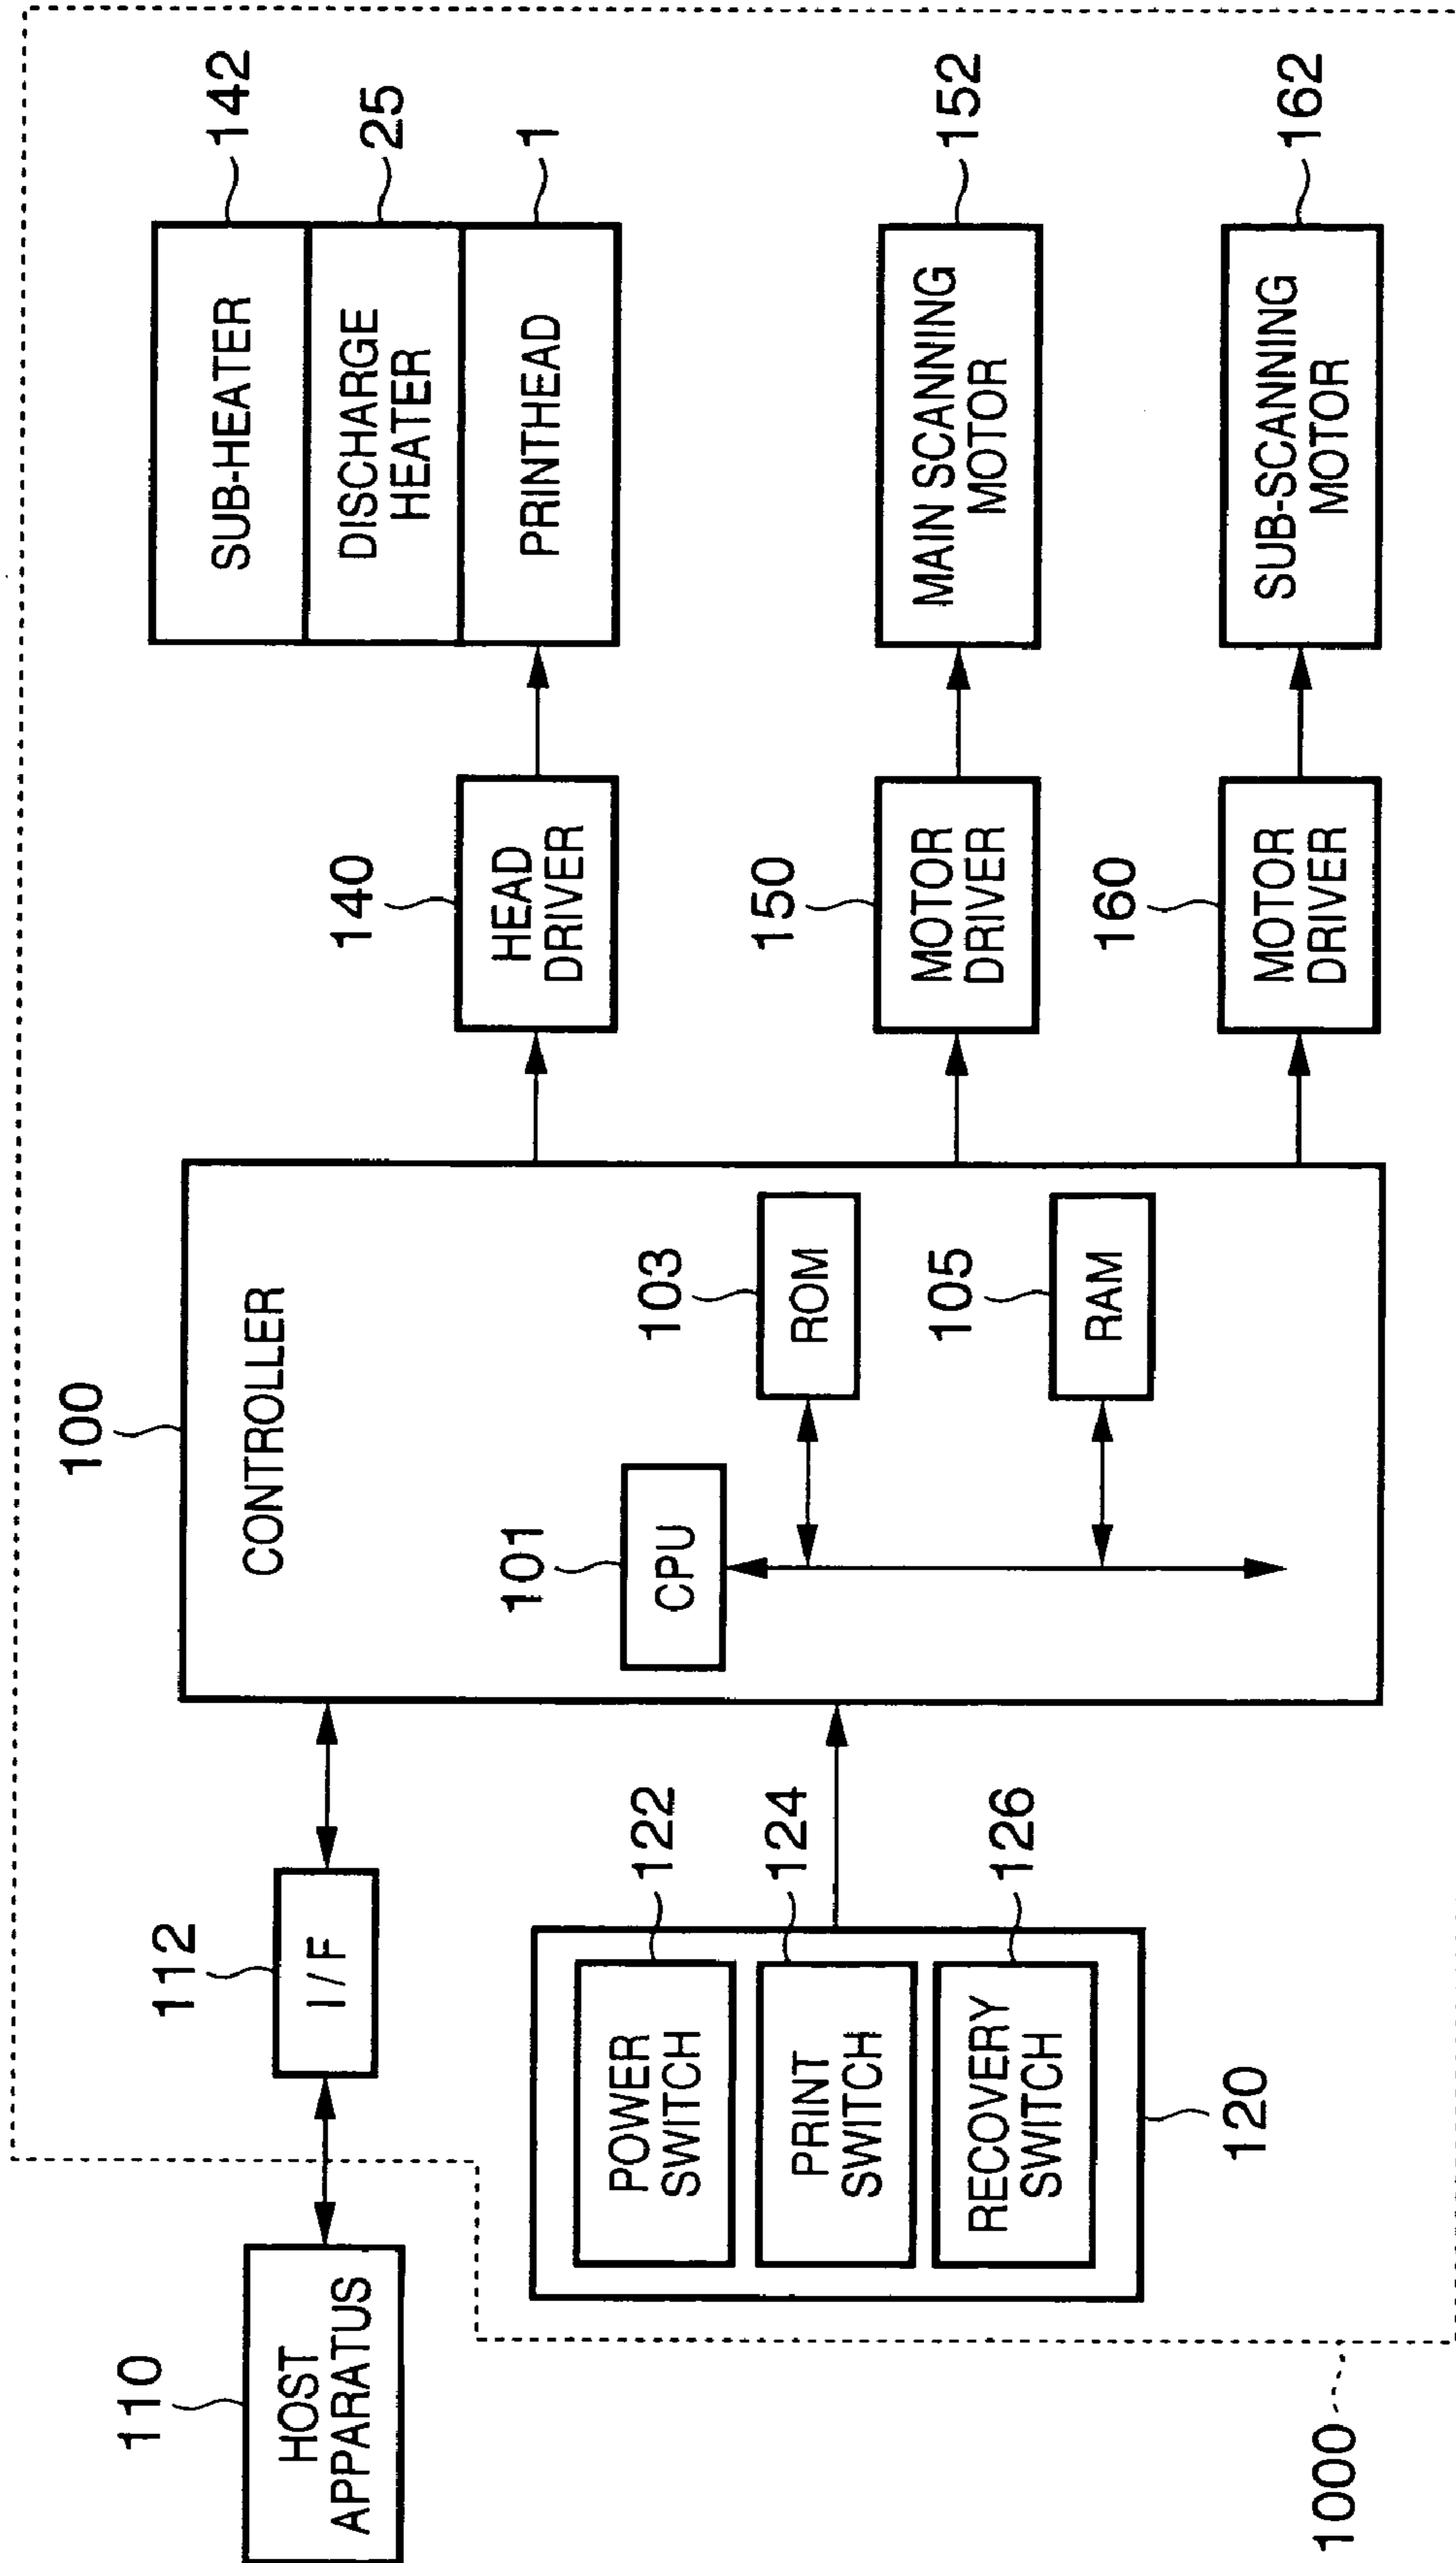 110
HOST
APPARATUS
112
I/F
100
CONTROLLER
101
CPU
103
ROM
105
RAM
122
POWER
SWITCH
124
PRINT
SWITCH
126
RECOVERY
SWITCH
120
140
HEAD
DRIVER
SUB-HEATER
142
DISCHARGE
HEATER
25
PRINTHEAD
1
150
MOTOR
DRIVER
MAIN SCANNING
MOTOR
152
160
MOTOR
DRIVER
SUB-SCANNING
MOTOR
162
1000